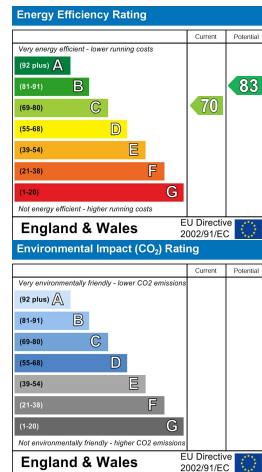 Energy Efficiency Rating
Current Potential
Very energy efficient - lower running costs
(92 plus) A
(81-91) B
(69-80) C
(55-68) D
(39-54) E
(21-38) F
(1-20) G
70
83
Not energy efficient - higher running costs
England & Wales
EU Directive
2002/91/EC
Environmental Impact (CO₂) Rating
Current Potential
Very environmentally friendly - lower CO2 emissions
(92 plus) A
(81-91) B
(69-80) C
(55-68) D
(39-54) E
(21-38) F
(1-20) G
Not environmentally friendly - higher CO2 emissions
England & Wales
EU Directive
2002/91/EC